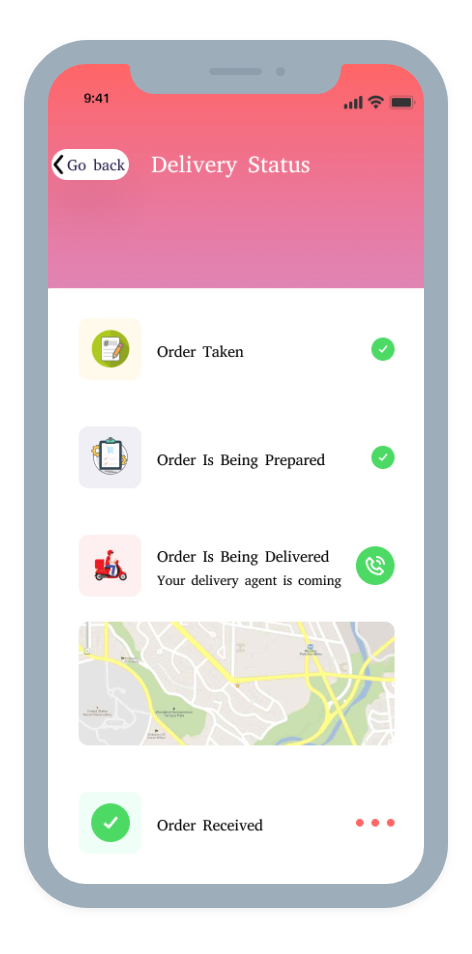 9:41
Go back
Delivery Status
Order Taken
Order Is Being Prepared
Order Is Being Delivered
Your delivery agent is coming
Order Received